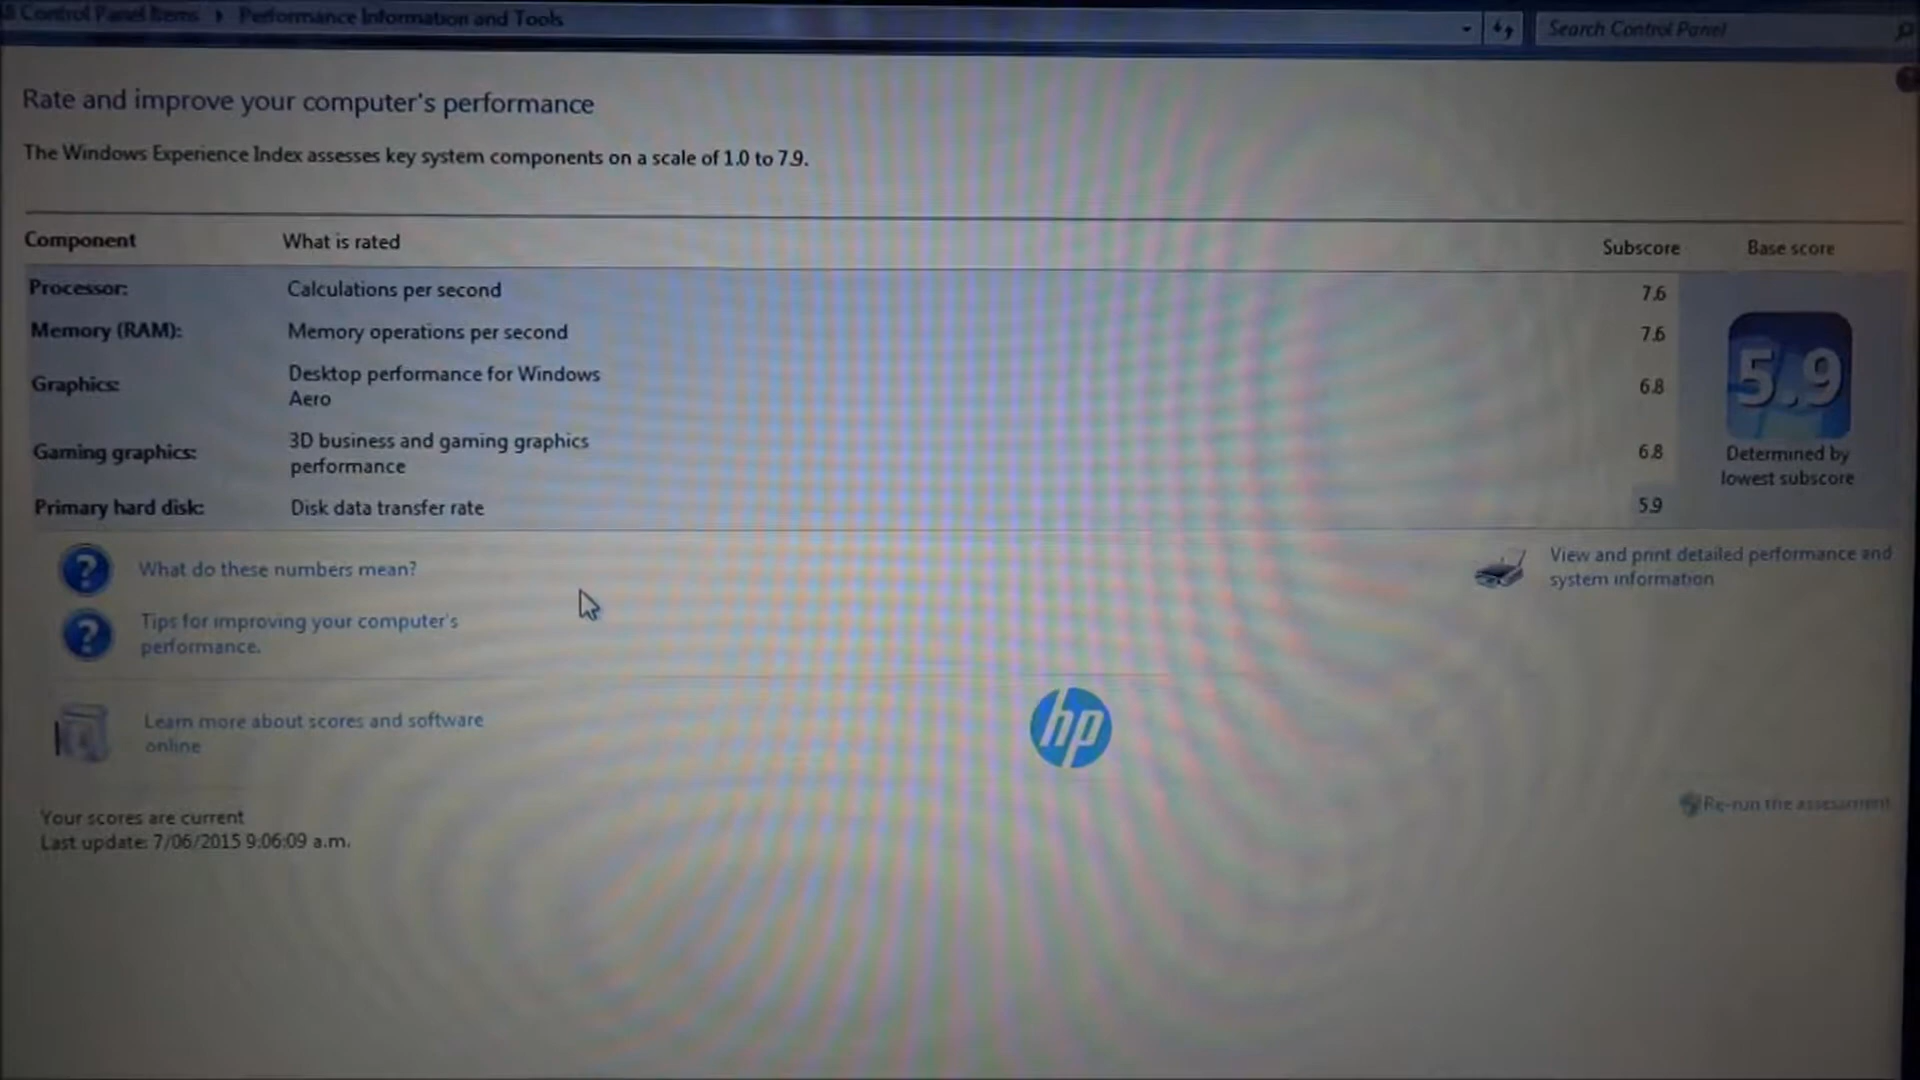 Control Panel Items ▸ Performance Information and Tools
Search Control Panel
Rate and improve your computer's performance
The Windows Experience Index assesses key system components on a scale of 1.0 to 7.9.
Component What is rated Subscore Base score
Processor: Calculations per second 7.6
Memory (RAM): Memory operations per second 7.6
Graphics: Desktop performance for Windows
Aero 6.8
Gaming graphics: 3D business and gaming graphics
performance 6.8
Primary hard disk: Disk data transfer rate 5.9
5.9
Determined by
lowest subscore
What do these numbers mean?
View and print detailed performance and
system information
Tips for improving your computer's
performance.
Learn more about scores and software
online
hp
Re-run the assessment
Your scores are current
Last update: 7/06/2015 9:06:09 a.m.